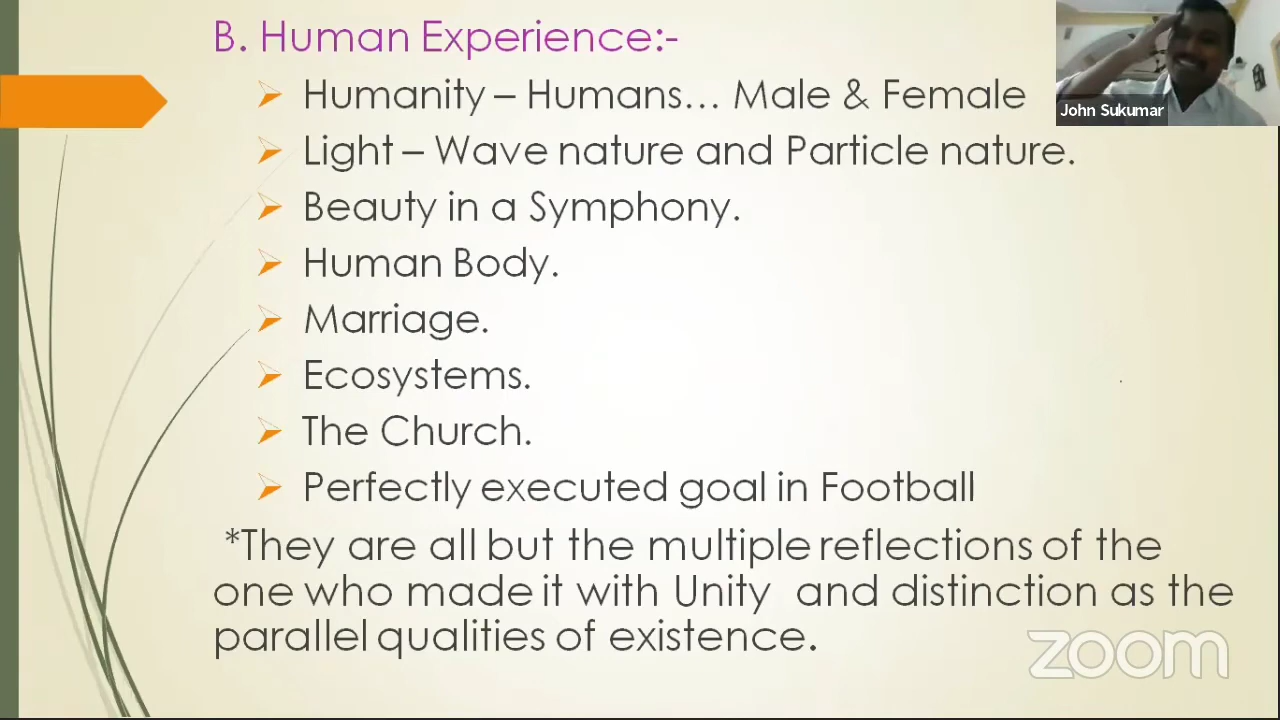 B. Human Experience:-
Humanity – Humans... Male & Female
Light – Wave nature and Particle nature.
Beauty in a Symphony.
Human Body.
Marriage.
Ecosystems.
The Church.
Perfectly executed goal in Football
*They are all but the multiple reflections of the
one who made it with Unity and distinction as the
parallel qualities of existence.
John Sukumar
zoom